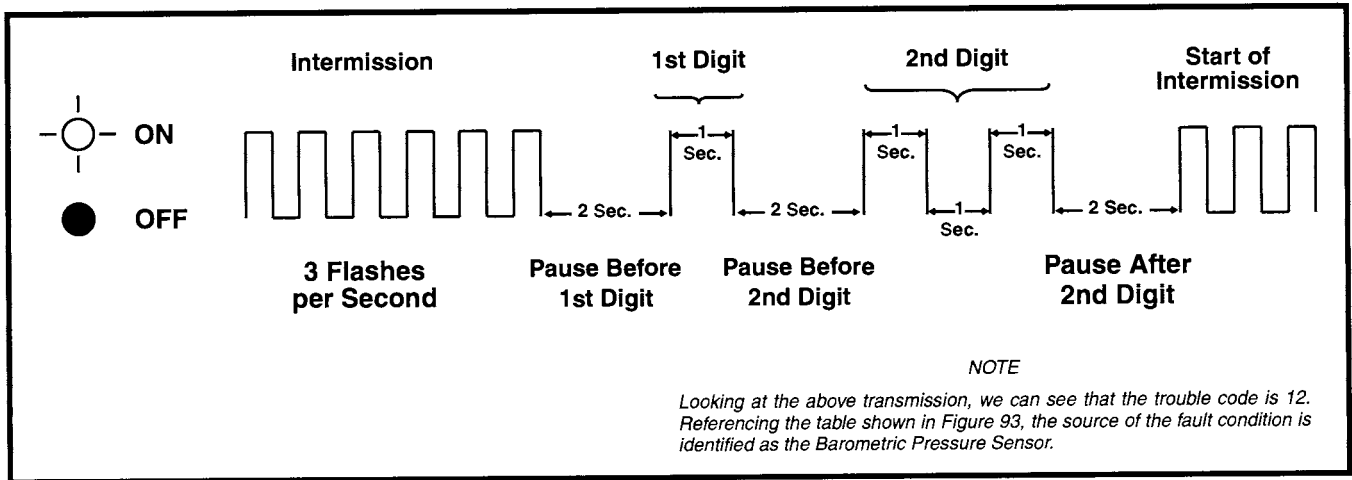 Intermission
1st Digit
2nd Digit
Start of
Intermission
ON
1
Sec.
1
Sec.
1
Sec.
OFF
2 Sec.
2 Sec.
1
Sec.
2 Sec.
3 Flashes
per Second
Pause Before
1st Digit
Pause Before
2nd Digit
Pause After
2nd Digit
NOTE
Looking at the above transmission, we can see that the trouble code is 12.
Referencing the table shown in Figure 93, the source of the fault condition is
identified as the Barometric Pressure Sensor.